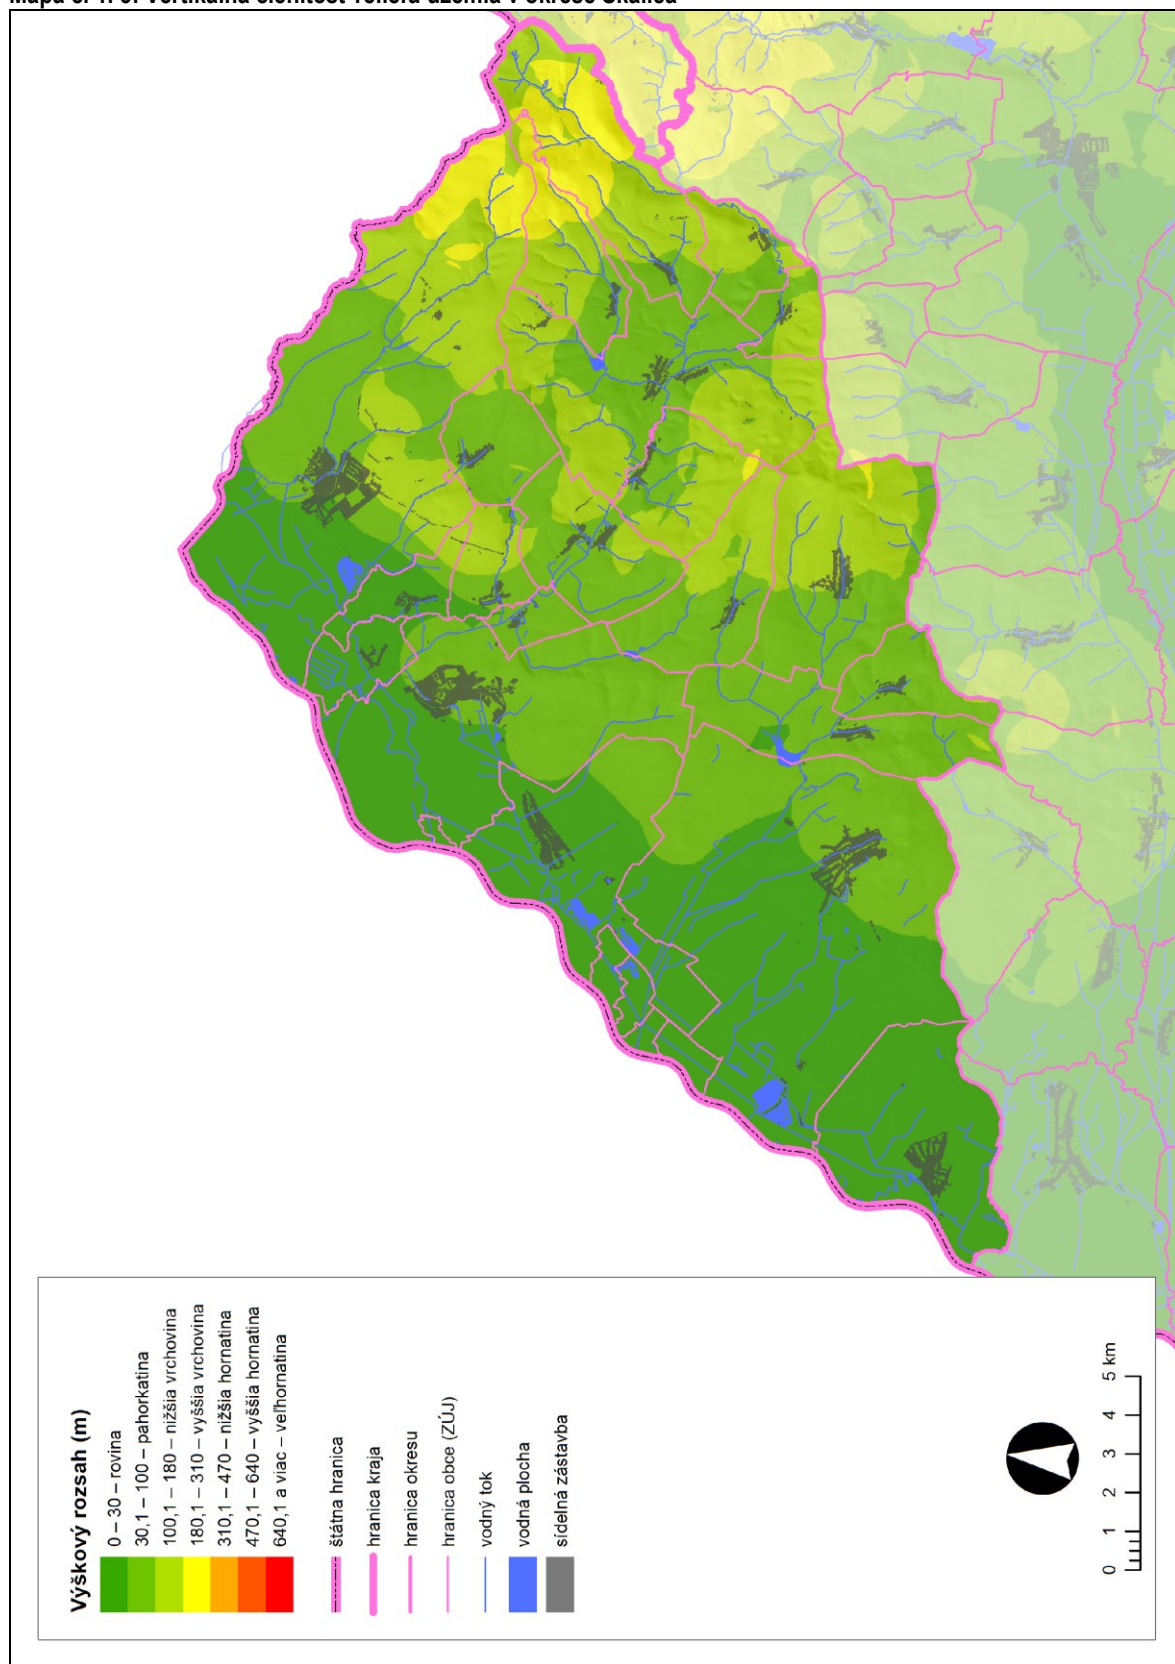 Mapa č. Vertikálna členitosť reliéfu územia v okrese Skalica
Výškový rozsah (m)
0 – 30 – rovina
30,1 – 100 – pahorkatina
100,1 – 180 – nižšia vrchovina
180,1 – 310 – vyššia vrchovina
310,1 – 470 – nižšia hornatina
470,1 – 640 – vyššia hornatina
640,1 a viac – veľhornatina
štátna hranica
hranica kraja
hranica okresu
hranica obce (ZÚJ)
vodný tok
vodná plocha
sídelná zástavba
0 1 2 3 4 5 km